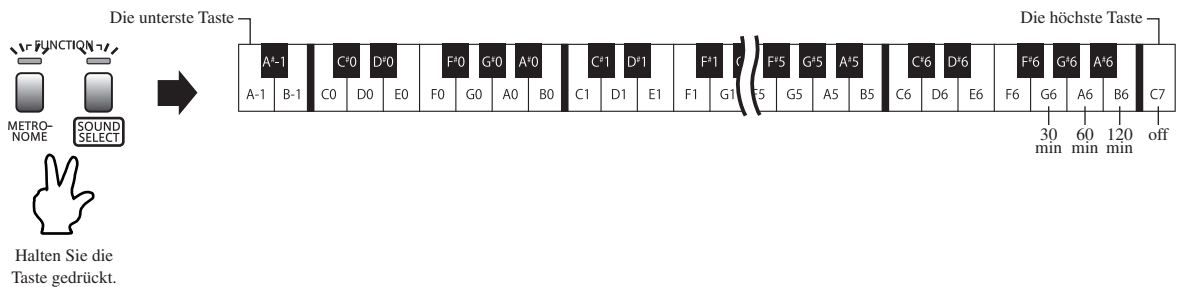 Die unterste Taste
Die höchste Taste
FUNCTION
A#-1 C#0 D#0 F#0 G#0 A#0 C#1 D#1 F#1 F#5 G#5 A#5 C#6 D#6 F#6 G#6 A#6
A-1 B-1 C0 D0 E0 F0 G0 A0 B0 C1 D1 E1 F1 G1 F5 G5 A5 B5 C6 D6 E6 F6 G6 A6 B6 C7
METRO-
NOME
SOUND
SELECT
30 60 120 off
min min min
Halten Sie die
Taste gedrückt.